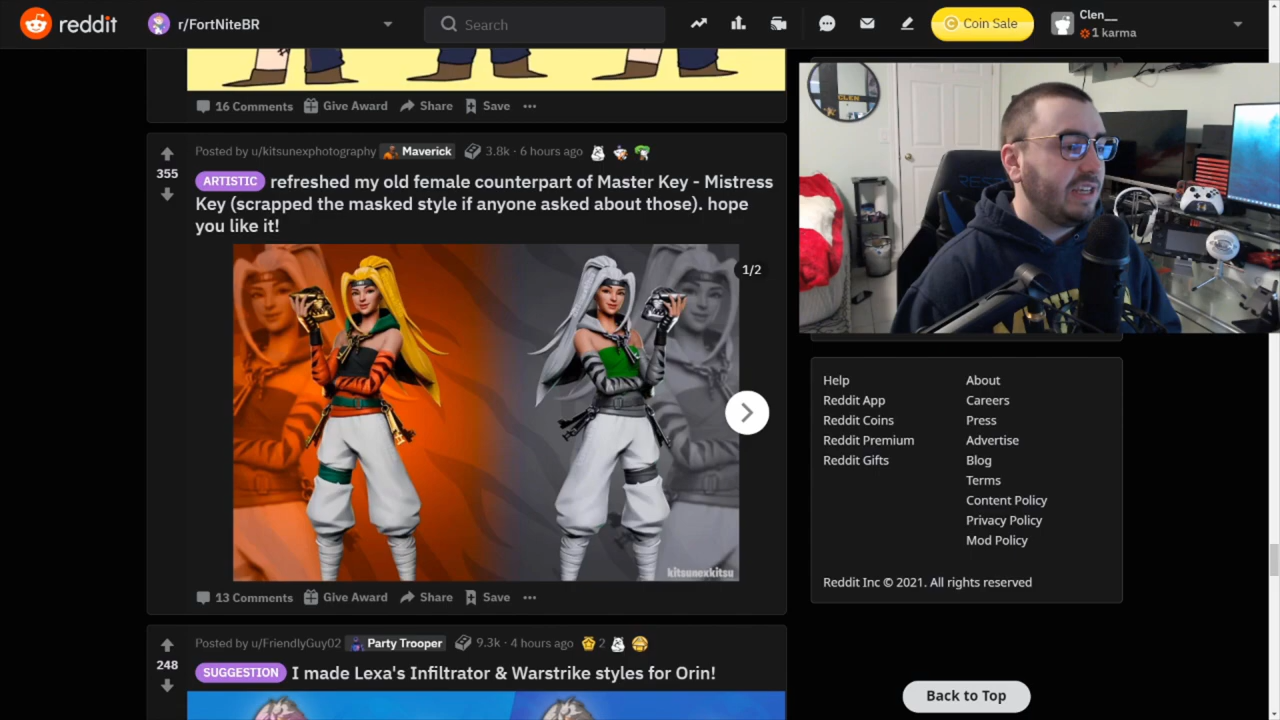 reddit
r/FortNiteBR
Search
Coin Sale
Clen__
1 karma
16 Comments
Give Award
Share
Save
355
Posted by u/kitsunexphotography
Maverick
3.8k · 6 hours ago
ARTISTIC refreshed my old female counterpart of Master Key - Mistress
Key (scrapped the masked style if anyone asked about those). hope
you like it!
1/2
kitsunexkitsu
13 Comments
Give Award
Share
Save
248
Posted by u/FriendlyGuy02
Party Trooper
9.3k · 4 hours ago
2
SUGGESTION I made Lexa's Infiltrator & Warstrike styles for Orin!
CLEN
Help
Reddit App
Reddit Coins
Reddit Premium
Reddit Gifts
About
Careers
Press
Advertise
Blog
Terms
Content Policy
Privacy Policy
Mod Policy
Reddit Inc © 2021. All rights reserved
Back to Top